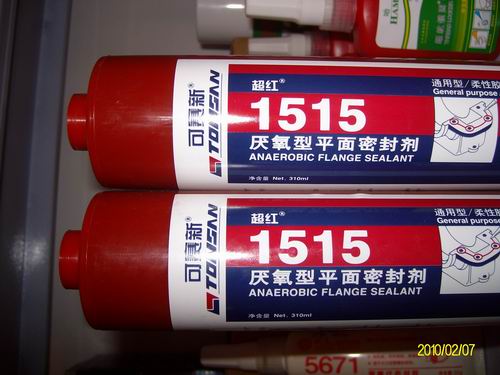 可赛新®
TONSAN
超红®
1515
厌氧型平面密封剂
ANAEROBIC FLANGE SEALANT
净含量 Net. 310ml
通用型/柔性胶
General purpose
可赛新®
TONSAN
超红®
1515
厌氧型平面密封剂
ANAEROBIC FLANGE SEALANT
净含量 Net. 310ml
通用型/柔性胶
General purpose
HAM
5671
2010/02/07